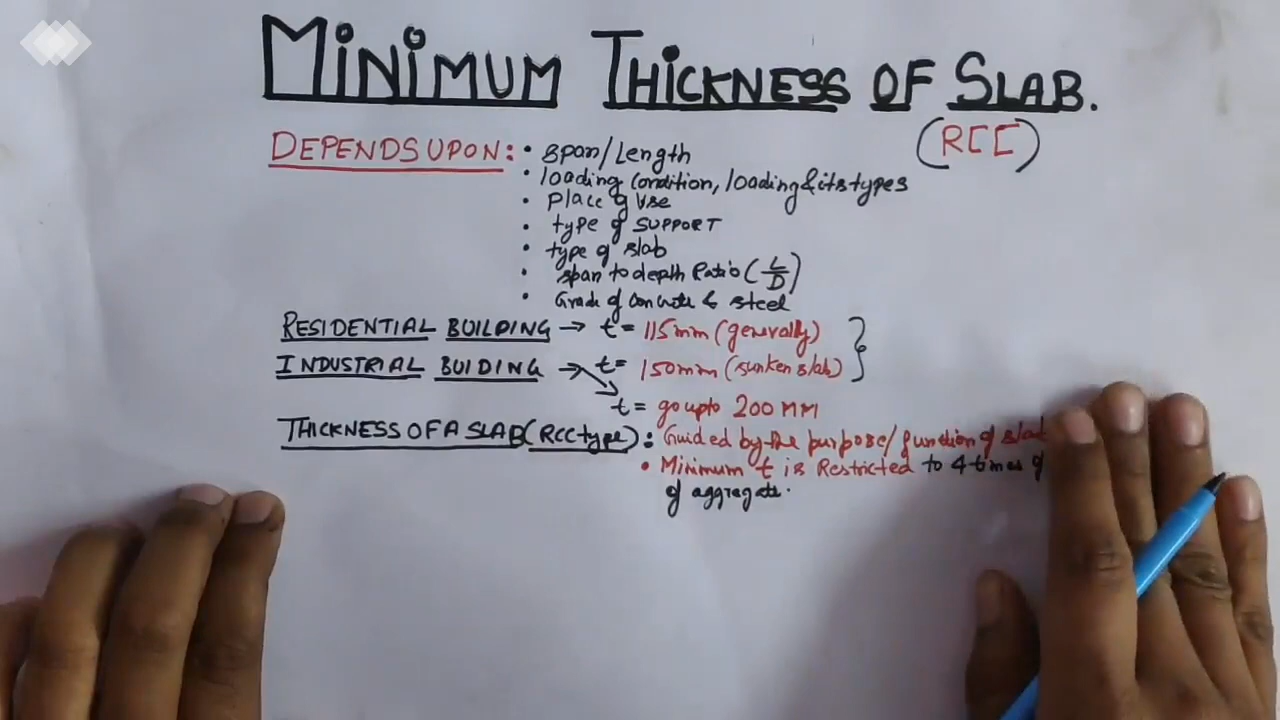 MINIMUM THICKNESS OF SLAB.
(RCC)
DEPENDS UPON: • span/Length
• loading condition, loading & its types
• Place of Use
• type of SUPPORT
• type of slab
• span to depth Ratio (L/D)
• Grade of Concrete & steel
RESIDENTIAL BUILDING → t = 115mm (generally)
INDUSTRIAL BUIDING → t = 150mm (sunken slab)
t = go upto 200 MM
THICKNESS OF A SLAB (RCC type): Guided by the purpose/function of slab
• Minimum t is Restricted to 4 times of
of aggregate.